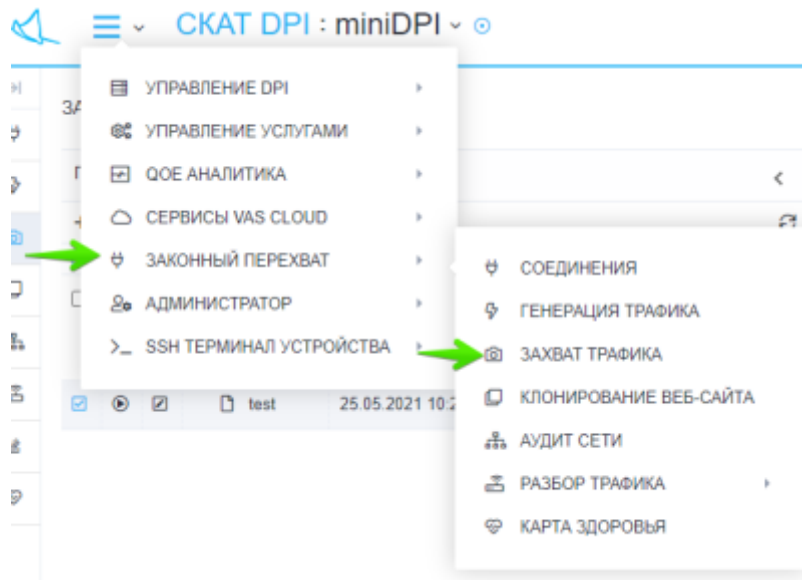 СКАТ DPI : miniDPI
УПРАВЛЕНИЕ DPI
УПРАВЛЕНИЕ УСЛУГАМИ
QOE АНАЛИТИКА
СЕРВИСЫ VAS CLOUD
ЗАКОННЫЙ ПЕРЕХВАТ
АДМИНИСТРАТОР
SSH ТЕРМИНАЛ УСТРОЙСТВА
СОЕДИНЕНИЯ
ГЕНЕРАЦИЯ ТРАФИКА
ЗАХВАТ ТРАФИКА
КЛОНИРОВАНИЕ ВЕБ-САЙТА
АУДИТ СЕТИ
РАЗБОР ТРАФИКА
КАРТА ЗДОРОВЬЯ
test 25.05.2021 10:2